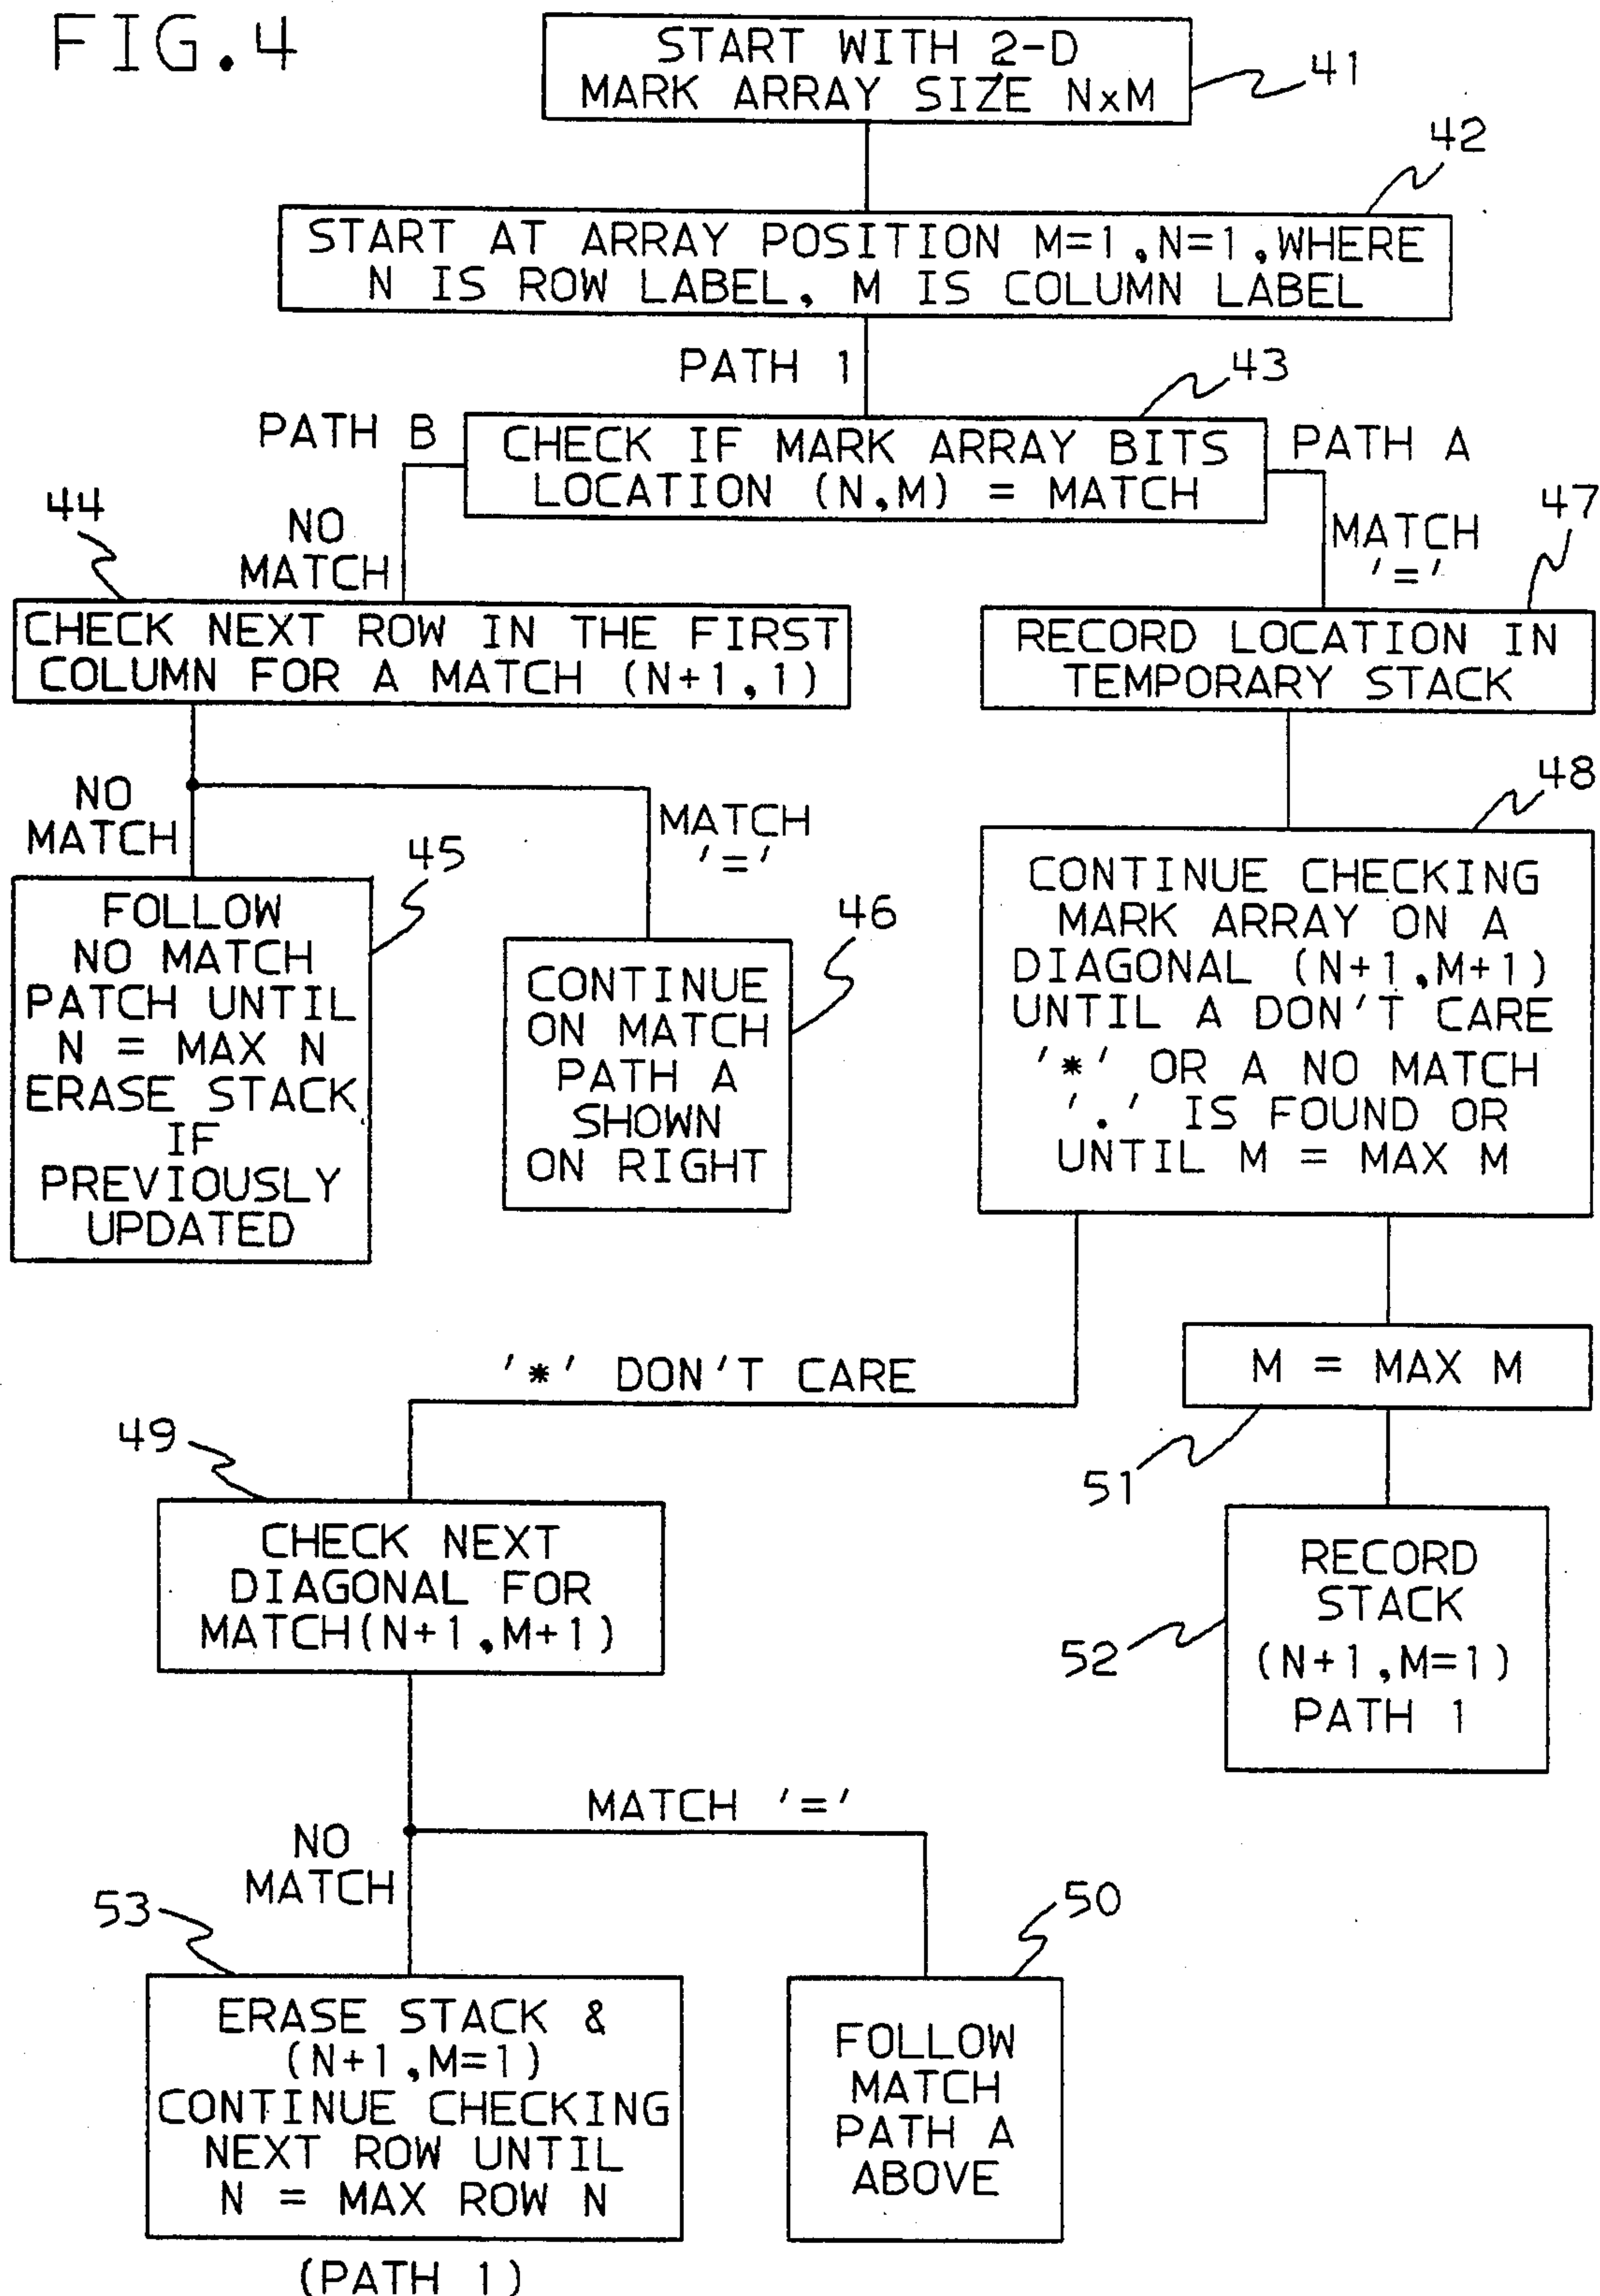 FIG.4
START WITH 2-D
MARK ARRAY SIZE NxM
41
42
START AT ARRAY POSITION M=1,N=1,WHERE
N IS ROW LABEL, M IS COLUMN LABEL
PATH 1
43
PATH B
CHECK IF MARK ARRAY BITS
LOCATION (N,M) = MATCH
PATH A
44
NO
MATCH
MATCH
'='
47
CHECK NEXT ROW IN THE FIRST
COLUMN FOR A MATCH (N+1,1)
RECORD LOCATION IN
TEMPORARY STACK
NO
MATCH
MATCH
'='
45
FOLLOW
NO MATCH
PATCH UNTIL
N = MAX N
ERASE STACK
IF
PREVIOUSLY
UPDATED
46
CONTINUE
ON MATCH
PATH A
SHOWN
ON RIGHT
48
CONTINUE CHECKING
MARK ARRAY ON A
DIAGONAL (N+1,M+1)
UNTIL A DON'T CARE
'*' OR A NO MATCH
'.' IS FOUND OR
UNTIL M = MAX M
'*' DON'T CARE
M = MAX M
51
49
CHECK NEXT
DIAGONAL FOR
MATCH(N+1,M+1)
52
RECORD
STACK
(N+1,M=1)
PATH 1
NO
MATCH
MATCH '='
53
50
ERASE STACK &
(N+1,M=1)
CONTINUE CHECKING
NEXT ROW UNTIL
N = MAX ROW N
FOLLOW
MATCH
PATH A
ABOVE
(PATH 1)